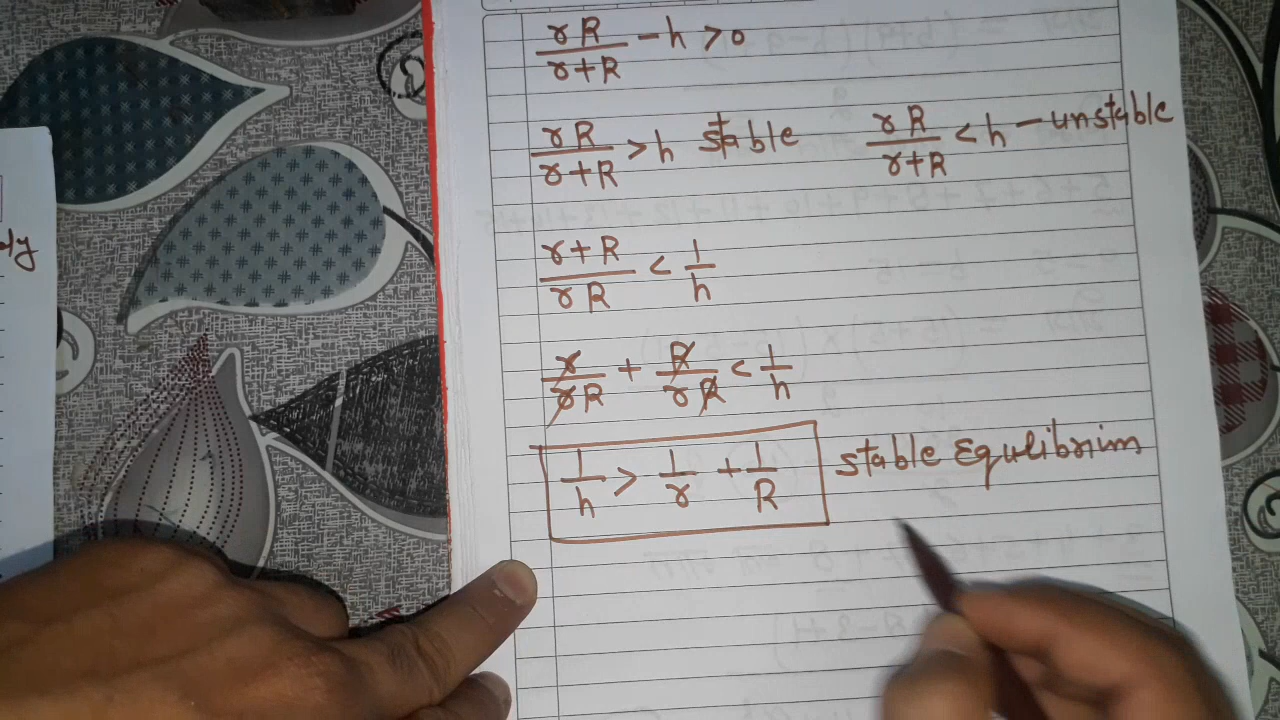 rR/r+R - h > 0
rR/r+R > h stable rR/r+R < h - unstable
r+R/rR < 1/h
r/rR + R/rR < 1/h
1/h > 1/r + 1/R stable Equlibrim